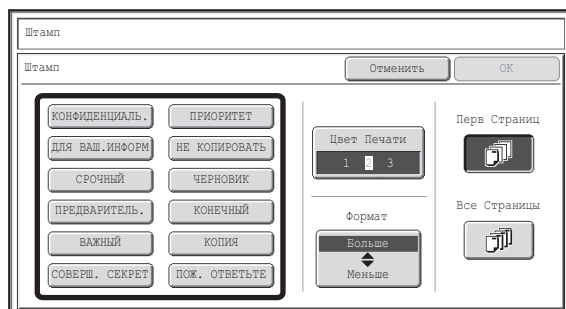 Штамп
Штамп
Отменить
OK
КОНФИДЕНЦИАЛЬ.
ПРИОРИТЕТ
ДЛЯ ВАШ.ИНФОРМ
НЕ КОПИРОВАТЬ
СРОЧНЫЙ
ЧЕРНОВИК
ПРЕДВАРИТЕЛЬ.
КОНЕЧНЫЙ
ВАЖНЫЙ
КОПИЯ
СОВЕРШ. СЕКРЕТ
ПОЖ. ОТВЕТЬТЕ
Цвет Печати
1 2 3
Формат
Больше
Меньше
Перв Страниц
Все Страницы